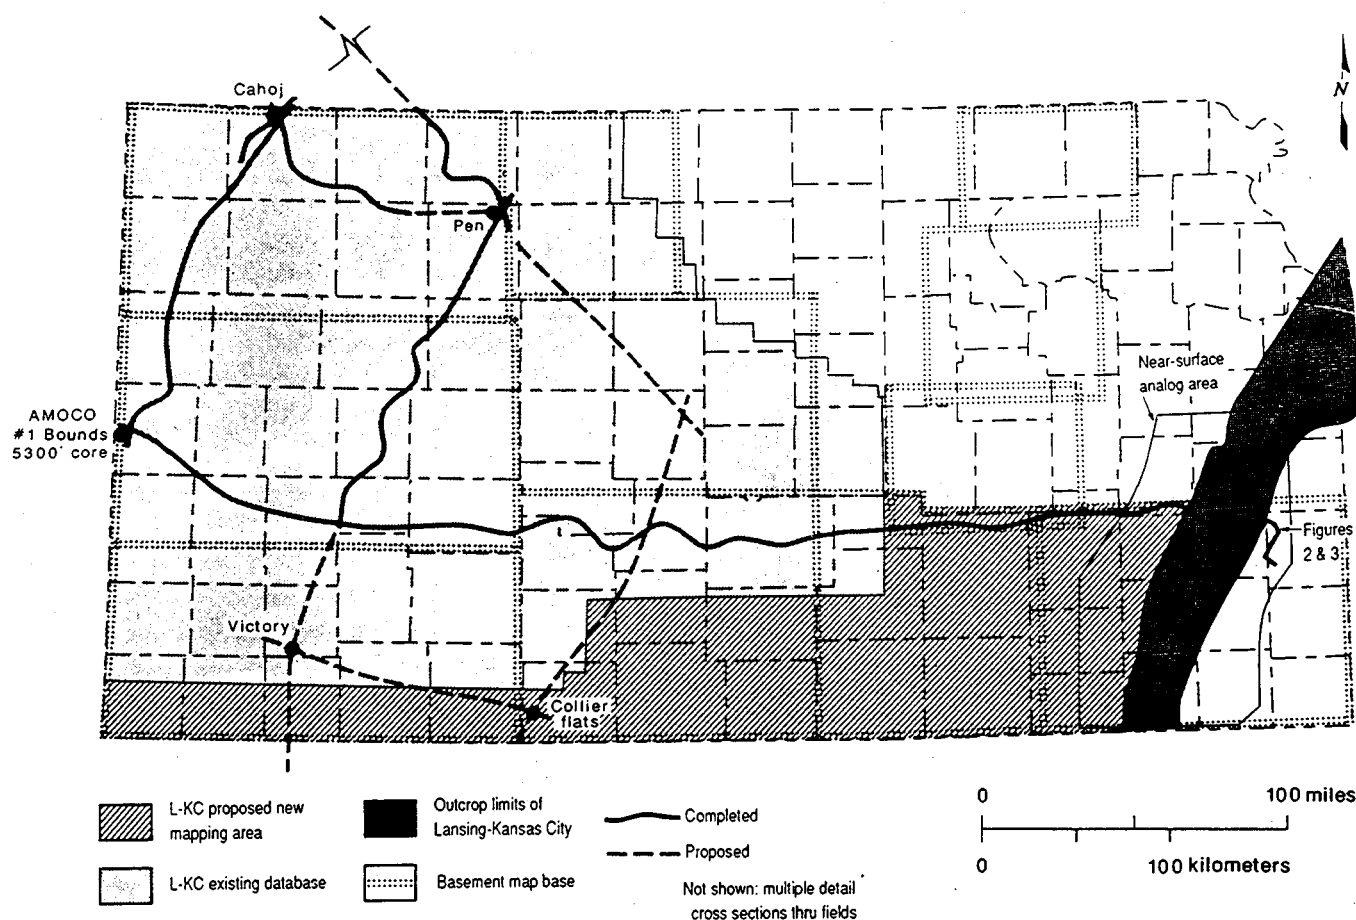 Cahoj
N
Pen
Near-surface
analog area
AMOCO
#1 Bounds
5300' core
Figures
2 & 3
Victory
Collier
flats
L-KC proposed new
mapping area
Outcrop limits of
Lansing-Kansas City
Completed
0
100 miles
Proposed
0
100 kilometers
L-KC existing database
Basement map base
Not shown: multiple detail
cross sections thru fields